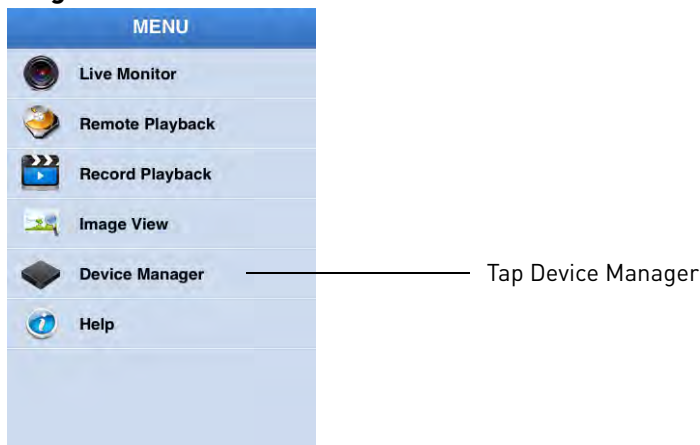 MENU
Live Monitor
Remote Playback
Record Playback
Image View
Device Manager
Tap Device Manager
Help